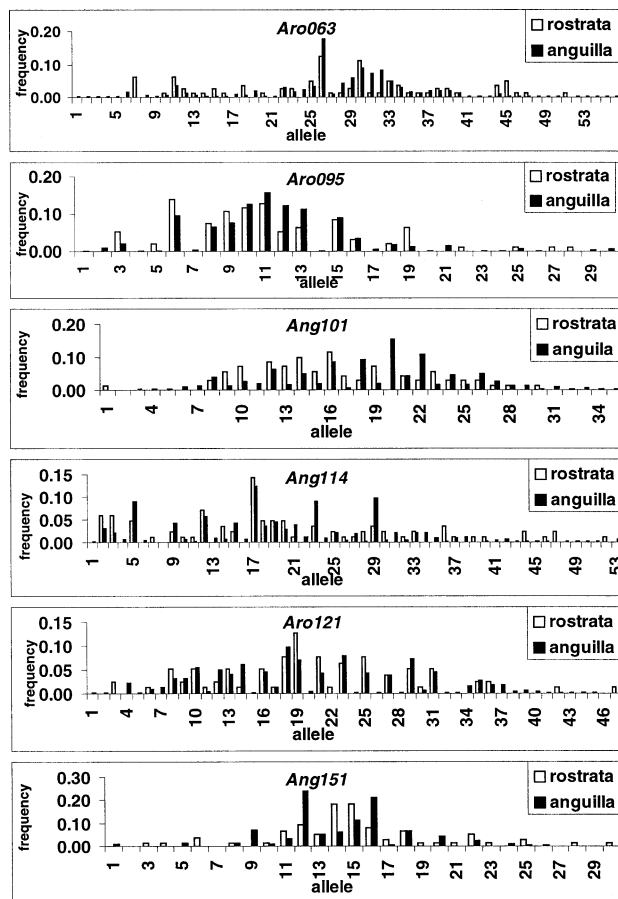 Aro063
rostrata
anguilla
frequency
0.20
0.10
0.00
1 5 9 13 17 21 25 29 33 37 41 45 49 53
allele
Aro095
rostrata
anguilla
frequency
0.20
0.10
0.00
1 3 5 7 9 11 13 15 17 19 21 23 25 27 29
allele
Ang101
rostrata
anguila
frequency
0.20
0.10
0.00
1 4 7 10 13 16 19 22 25 28 31 34
allele
Ang114
rostrata
anguilla
frequency
0.15
0.10
0.05
0.00
1 5 9 13 17 21 25 29 33 37 41 45 49 53
allele
Aro121
rostrata
anguilla
frequency
0.15
0.10
0.05
0.00
1 4 7 10 13 16 19 22 25 28 31 34 37 40 43 46
allele
Ang151
rostrata
anguilla
frequency
0.30
0.20
0.10
0.00
1 3 5 7 9 11 13 15 17 19 21 23 25 27 29
allele